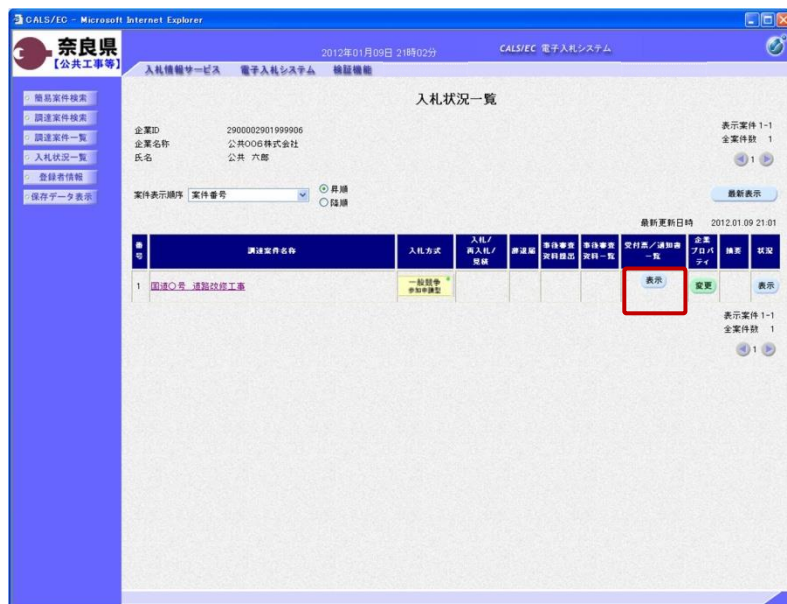 CALS/EC - Microsoft Internet Explorer
奈良県
【公共工事等】
2012年01月09日 21時02分
CALS/EC 電子入札システム
入札情報サービス 電子入札システム 検証機能
簡易案件検索
調達案件検索
調達案件一覧
入札状況一覧
登録者情報
保存データ表示
入札状況一覧
企業ID 2900002901999906
企業名称 公共○○6株式会社
氏名 公共 六郎
表示案件 1-1
全案件数 1
1
案件表示順序 案件番号
昇順
降順
最新表示
最新更新日時 2012.01.09 21:01
番号 調達案件名称 入札方式 入札/再入札/見積 辞退届 事後審査資料提出 事後審査資料一覧 受付票/通知書一覧 企業プロパティ 摘要 状況
1 国道○号 道路改修工事 一般競争 参加申請型 表示 変更 表示
表示案件 1-1
全案件数 1
1